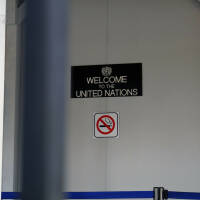 WELCOME
TO THE
UNITED NATIONS